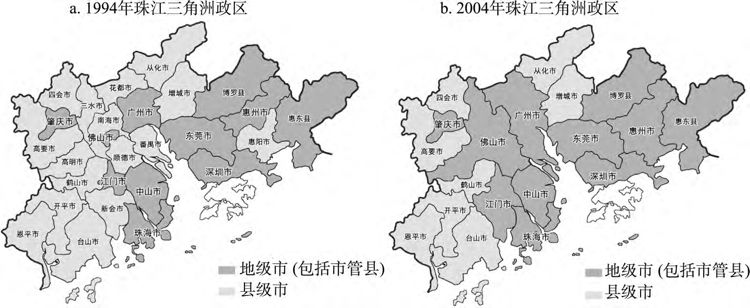 a. 1994年珠江三角洲政区
从化市
四会市
花都市
增城市
三水市
博罗县
广州市
肇庆市
南海市
惠州市
惠东县
佛山市
东莞市
高要市
番禺市
惠阳市
顺德市
高明市
深圳市
鹤山市
江门市
中山市
开平市
新会市
恩平市
珠海市
台山市
地级市 (包括市管县)
县级市
b. 2004年珠江三角洲政区
从化市
四会市
增城市
博罗县
广州市
肇庆市
惠州市
惠东县
佛山市
东莞市
高要市
深圳市
鹤山市
中山市
开平市
江门市
恩平市
珠海市
台山市
地级市 (包括市管县)
县级市